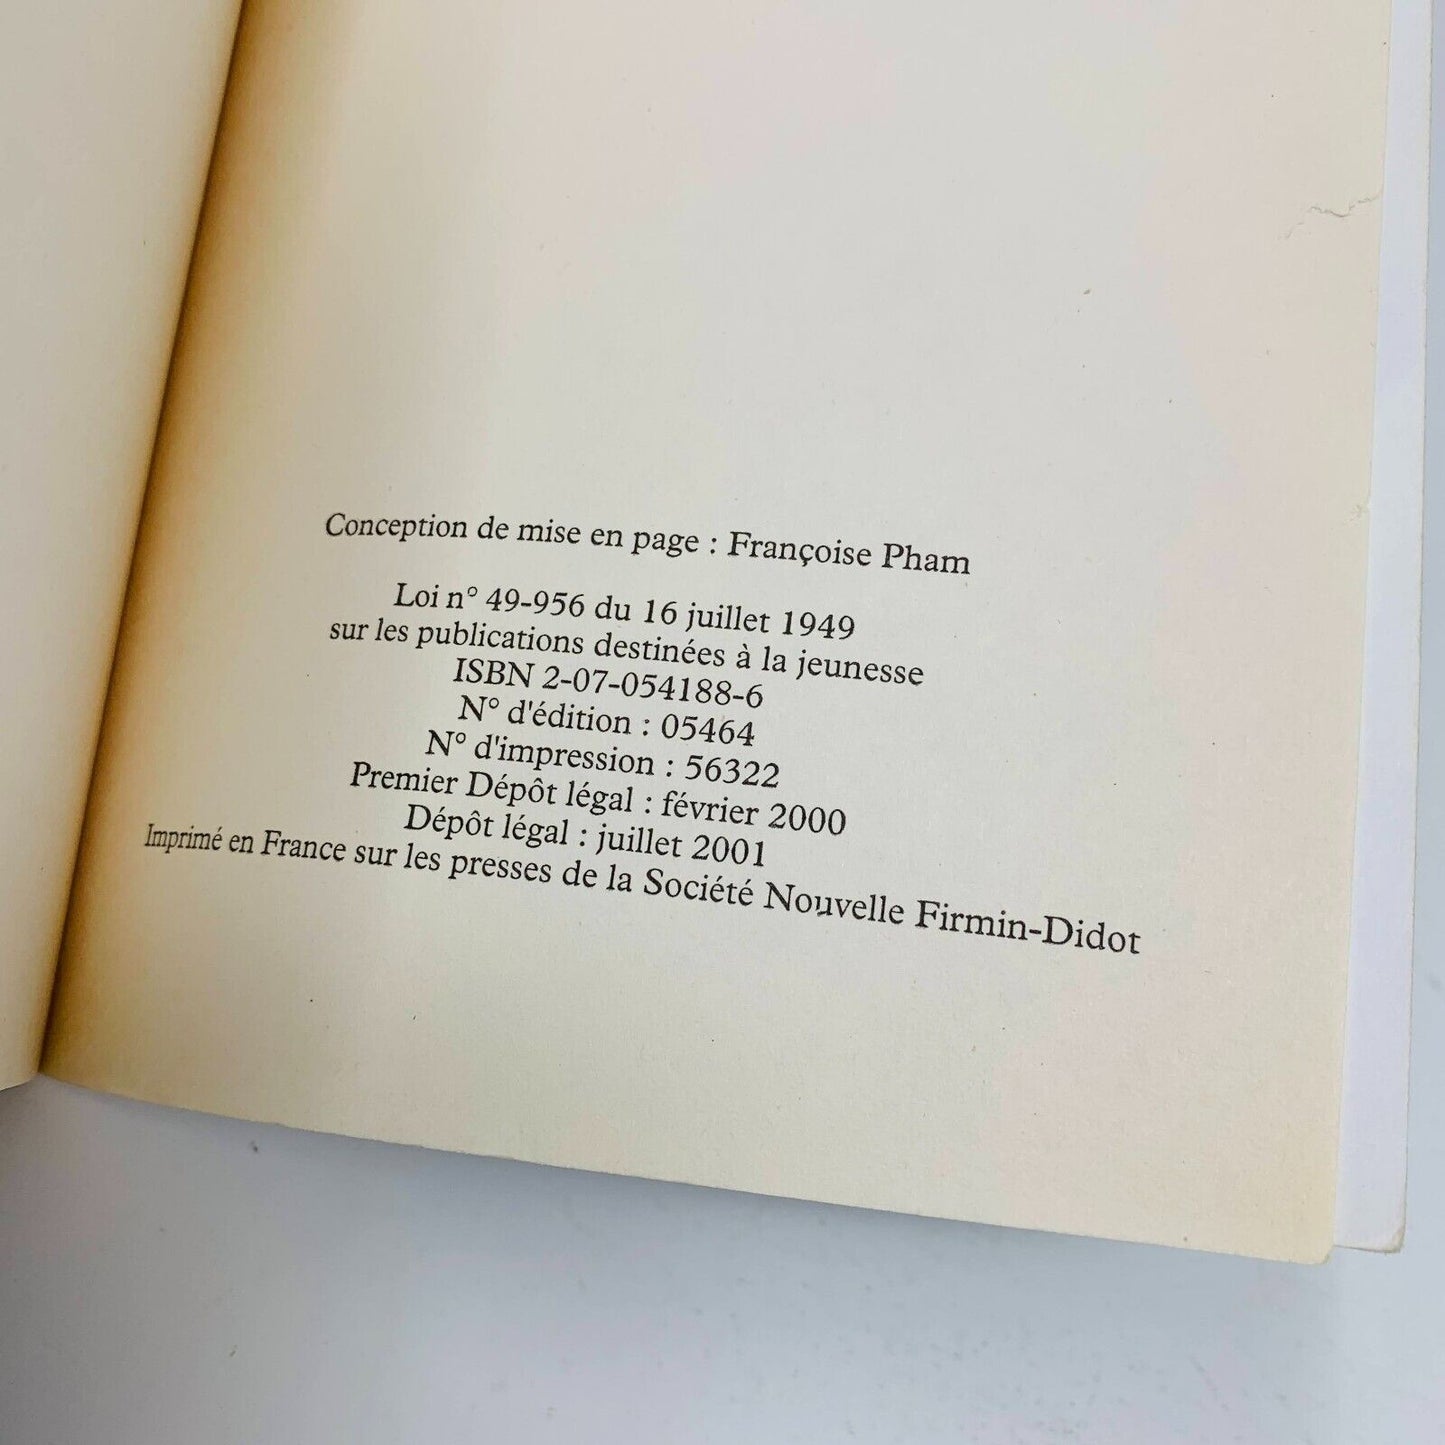 Conception de mise en page : Françoise Pham
Loi n° 49-956 du 16 juillet 1949
sur les publications destinées à la jeunesse
ISBN 2-07-054188-6
N° d'édition : 05464
N° d'impression : 56322
Premier Dépôt légal : février 2000
Dépôt légal : juillet 2001
Imprimé en France sur les presses de la Société Nouvelle Firmin-Didot